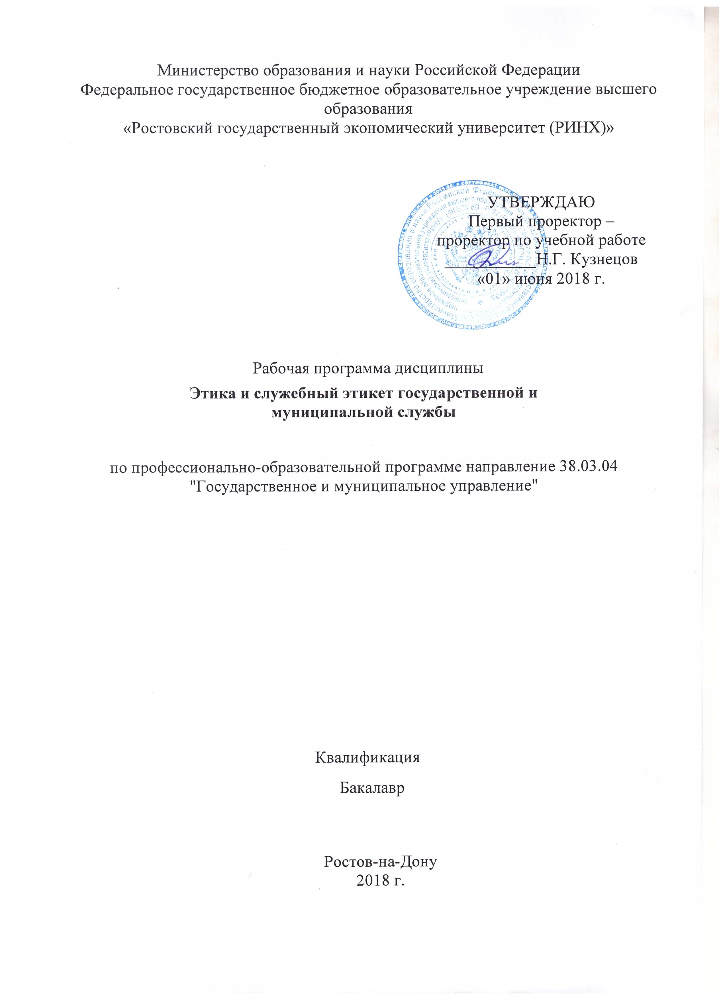 Министерство образования и науки Российской Федерации
Федеральное государственное бюджетное образовательное учреждение высшего
образования
«Ростовский государственный экономический университет (РИНХ)»
УТВЕРЖДАЮ
Первый проректор –
проректор по учебной работе
Н.Г. Кузнецов
«01» июня 2018 г.
Рабочая программа дисциплины
Этика и служебный этикет государственной и
муниципальной службы
по профессионально-образовательной программе направление 38.03.04
"Государственное и муниципальное управление"
Квалификация
Бакалавр
Ростов-на-Дону
2018 г.